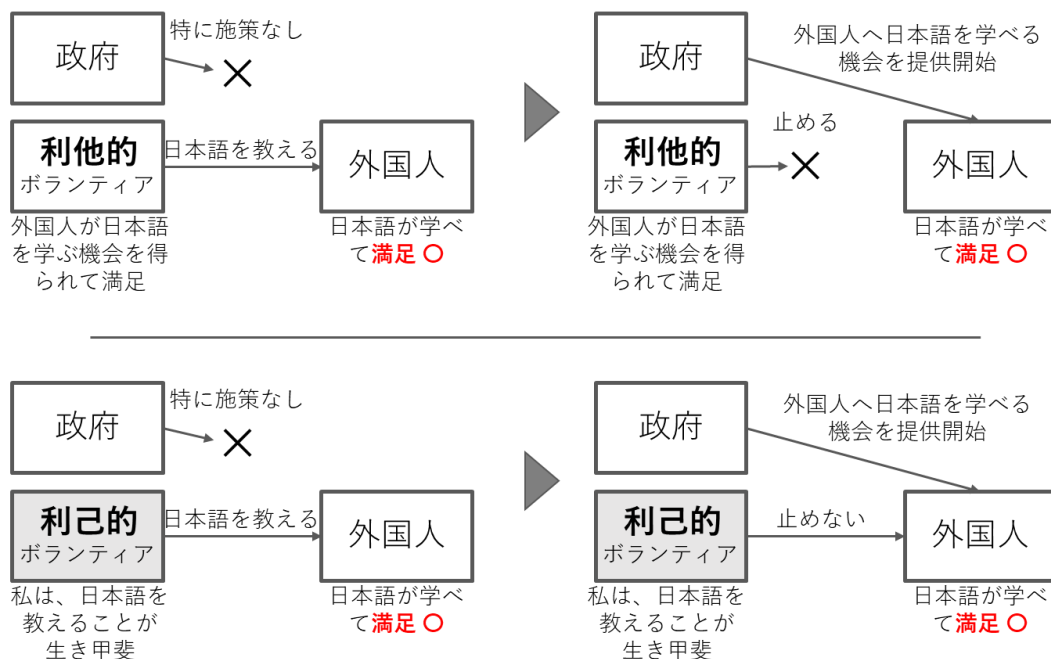 特に施策なし
政府
利他的
ボランティア
日本語を教える
外国人
外国人が日本語
を学ぶ機会を得
られて満足
日本語が学べ
て満足 〇
外国人へ日本語を学べる
機会を提供開始
政府
止める
利他的
ボランティア
外国人
外国人が日本語
を学ぶ機会を得
られて満足
日本語が学べ
て満足 〇
特に施策なし
政府
利己的
ボランティア
日本語を教える
外国人
私は、日本語を
教えることが
生き甲斐
日本語が学べ
て満足 〇
外国人へ日本語を学べる
機会を提供開始
政府
利己的
ボランティア
止めない
外国人
私は、日本語を
教えることが
生き甲斐
日本語が学べ
て満足 〇